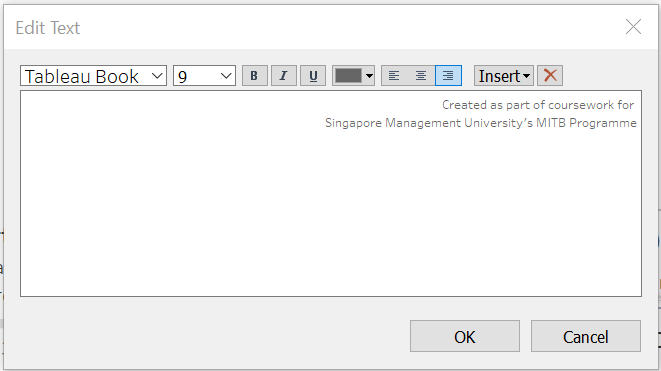 Edit Text
Tableau Book 9 B I U Insert
Created as part of coursework for
Singapore Management University's MITB Programme
OK Cancel